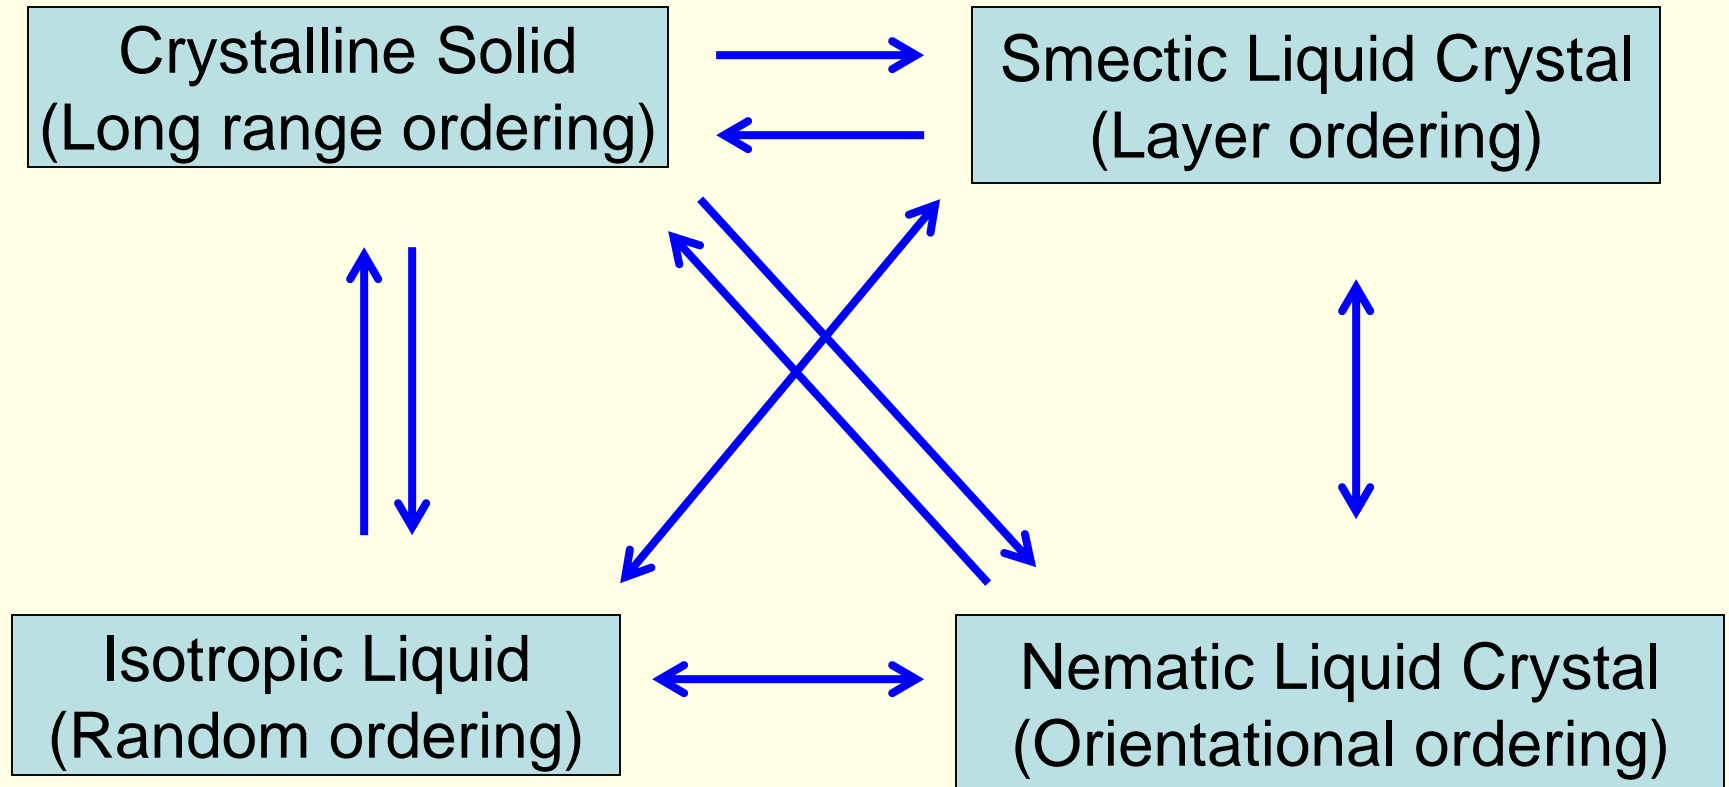 Crystalline Solid
(Long range ordering)
Smectic Liquid Crystal
(Layer ordering)
Isotropic Liquid
(Random ordering)
Nematic Liquid Crystal
(Orientational ordering)